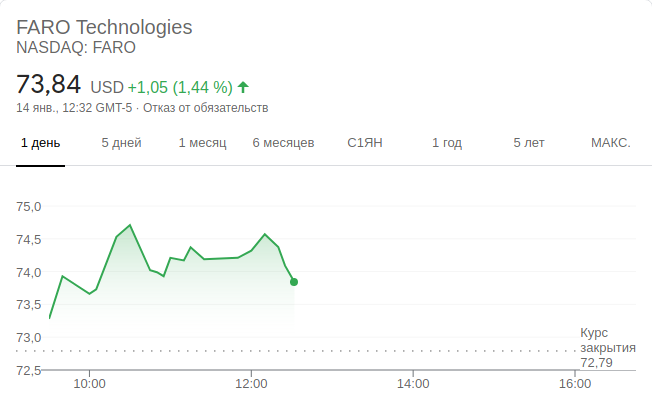 FARO Technologies
NASDAQ: FARO
73,84 USD +1,05 (1,44 %)
14 янв., 12:32 GMT-5 · Отказ от обязательств
1 день 5 дней 1 месяц 6 месяцев С1ЯН 1 год 5 лет МАКС.
75,0
74,5
74,0
73,5
73,0
72,5
Курс
закрытия
72,79
10:00 12:00 14:00 16:00